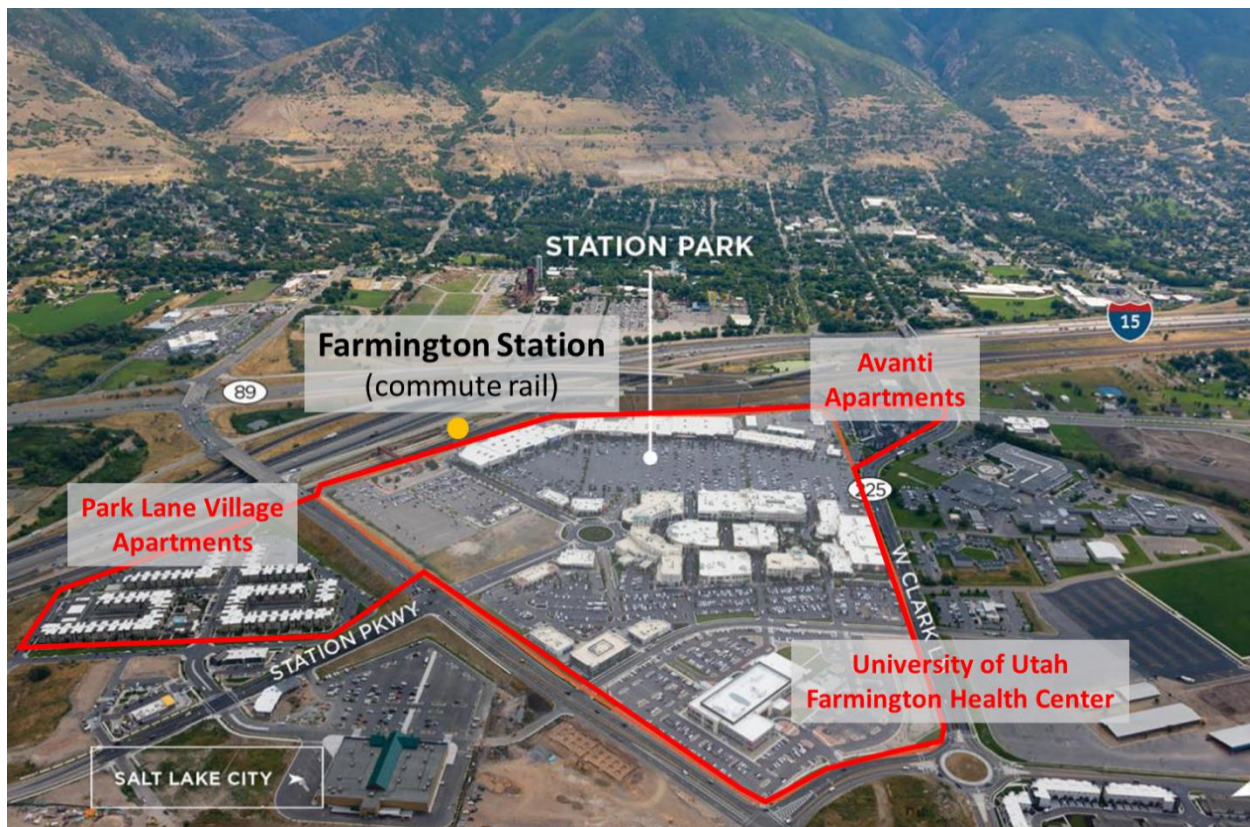 STATION PARK
15
Farmington Station
(commute rail)
Avanti
Apartments
89
225
Park Lane Village
Apartments
W CLARK L
STATION PKWY
University of Utah
Farmington Health Center
SALT LAKE CITY